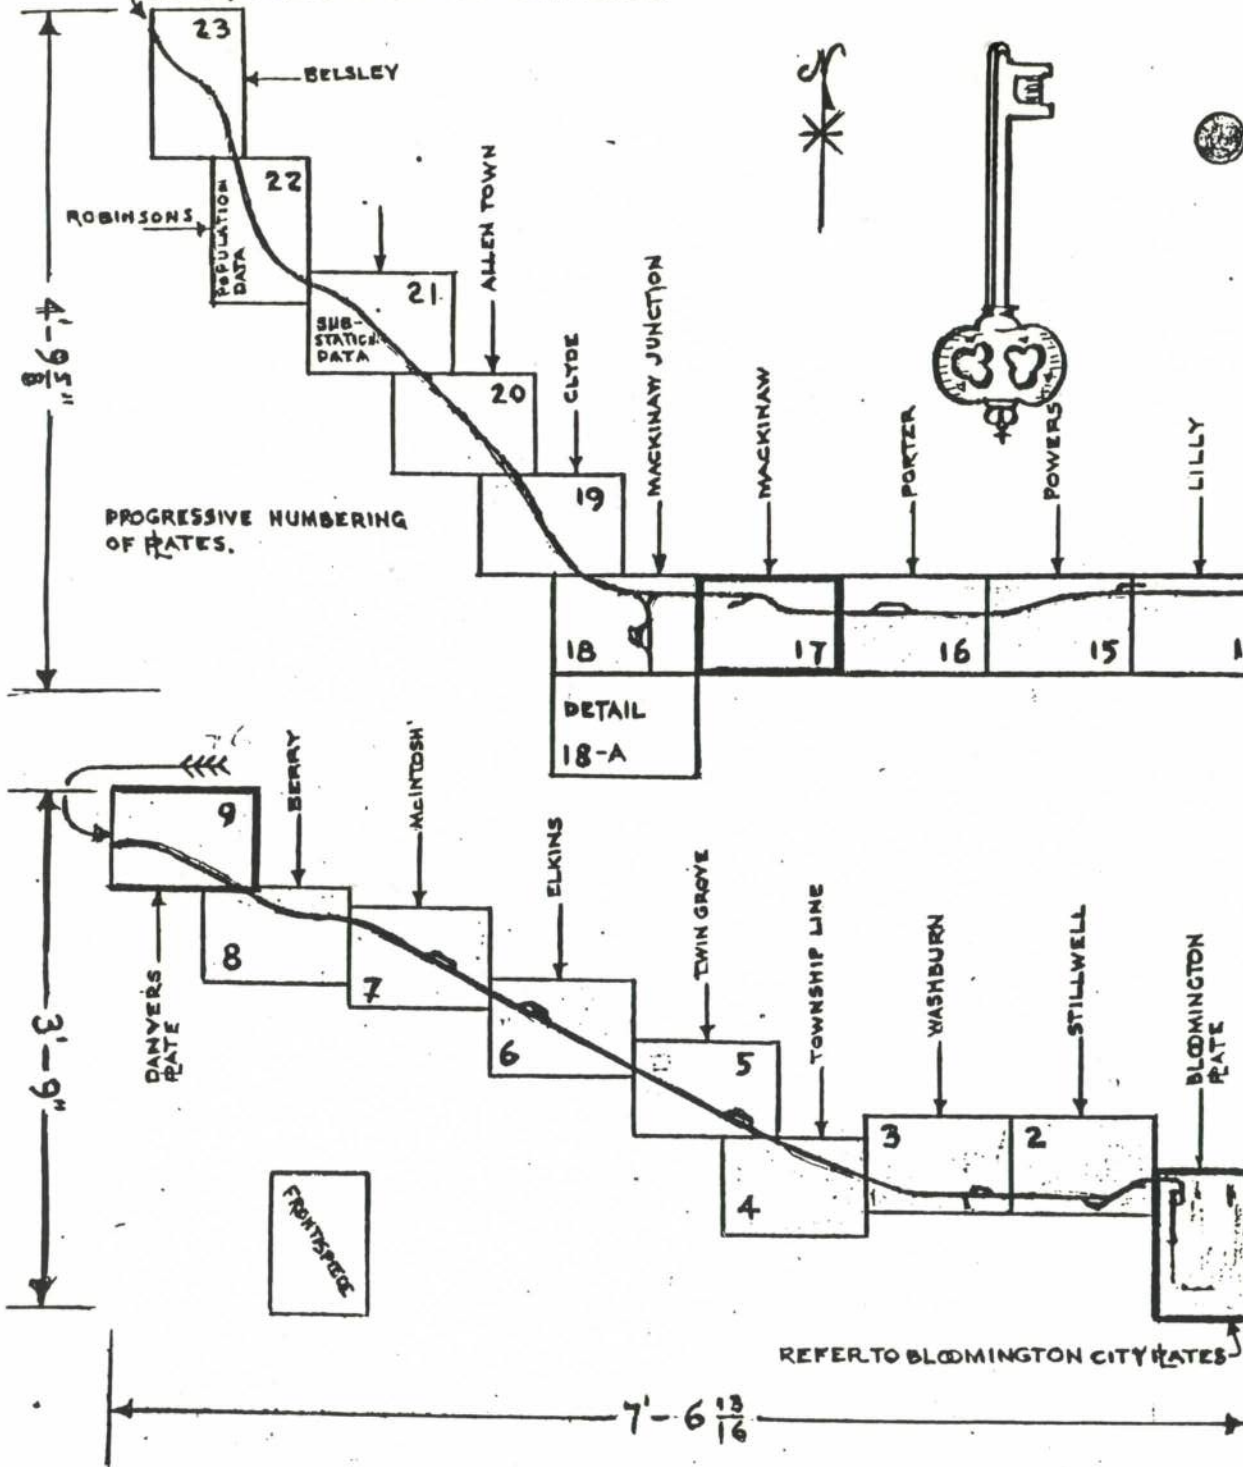 23
BELSLEY
22
ROBINSONS
POPULATION
DATA
21
SUB-
STATION
DATA
ALLEN TOWN
20
CLYDE
19
MACKINAW JUNCTION
MACKINAW
PORTER
POWERS
LILLY
N
4'-9 5/8"
PROGRESSIVE NUMBERING
OF PLATES.
18
17
16
15
1
DETAIL
18-A
9
BERRY
McINTOSH
ELKINS
TWIN GROVE
TOWNSHIP LINE
WASHBURN
STILLWELL
BLOOMINGTON
PLATE
8
7
6
5
4
3
2
DANVERS
PLATE
3'-9"
FRONTISPIECE
REFER TO BLOOMINGTON CITY PLATES
7'-6 13/16